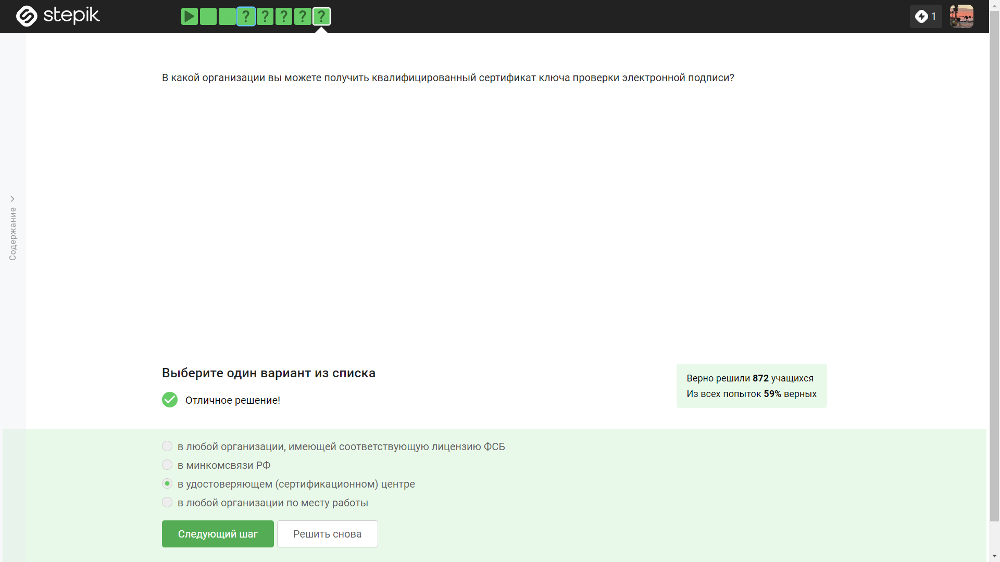 stepik
? ? ? ? ?
1
Содержание
В какой организации вы можете получить квалифицированный сертификат ключа проверки электронной подписи?
Выберите один вариант из списка
Отличное решение!
Верно решили 872 учащихся
Из всех попыток 59% верных
в любой организации, имеющей соответствующую лицензию ФСБ
в минкомсвязи РФ
в удостоверяющем (сертификационном) центре
в любой организации по месту работы
Следующий шаг
Решить снова